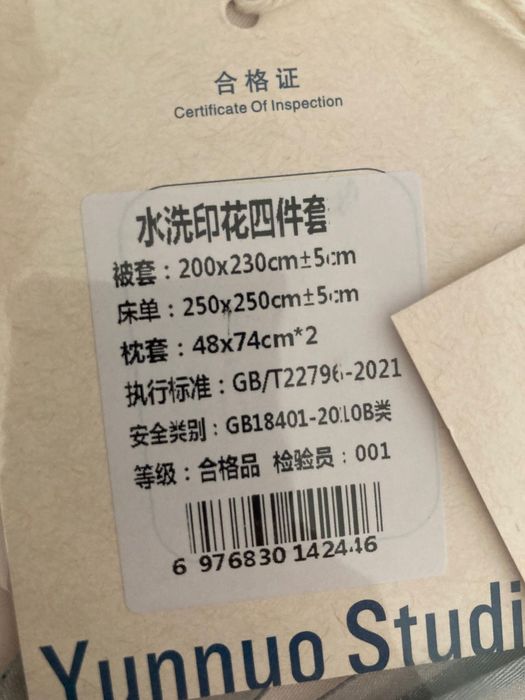 合格证
Certificate Of Inspection
水洗印花四件套
被套：200x230cm±5cm
床单：250x250cm±5cm
枕套：48x74cm*2
执行标准：GB/T22796-2021
安全类别：GB18401-2010B类
等级：合格品 检验员：001
6 976830 142446
Yunnuo Studi